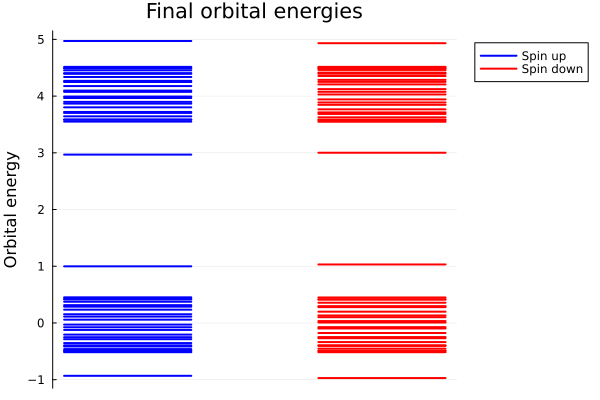 Final orbital energies
Orbital energy
5
4
3
2
1
0
−1
Spin up
Spin down